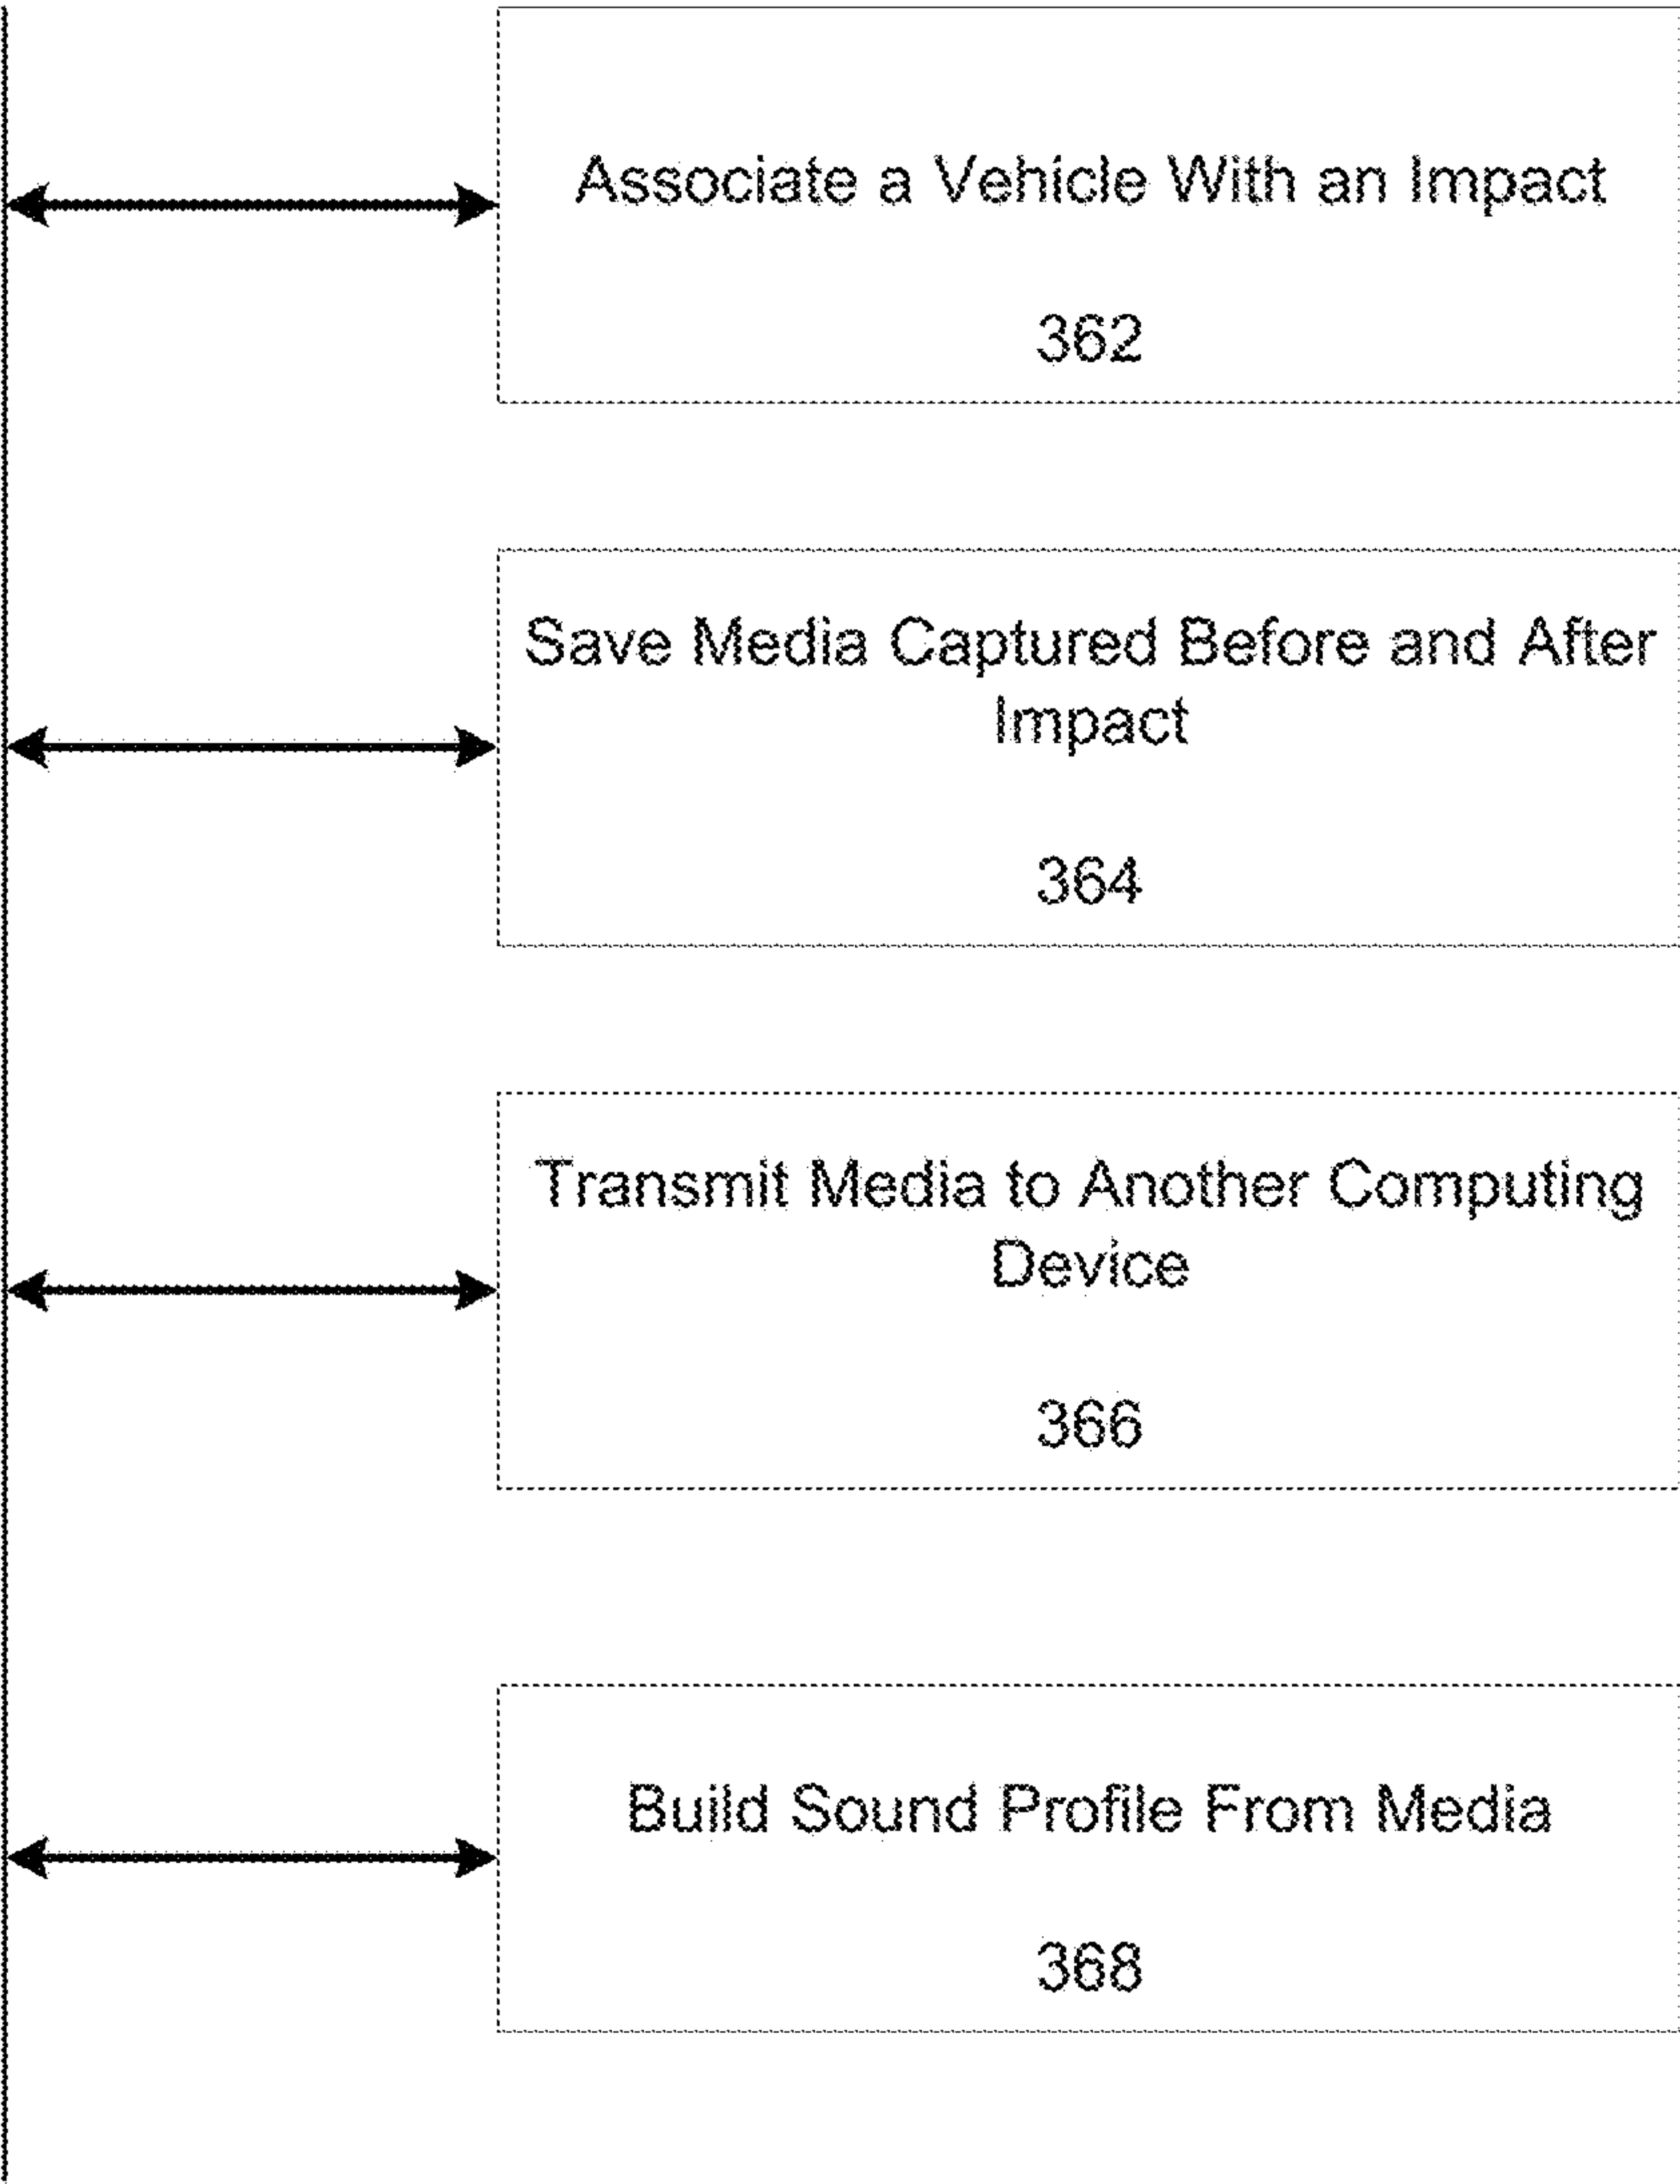 Associate a Vehicle With an Impact
362
Save Media Captured Before and After
Impact
364
Transmit Media to Another Computing
Device
366
Build Sound Profile From Media
368